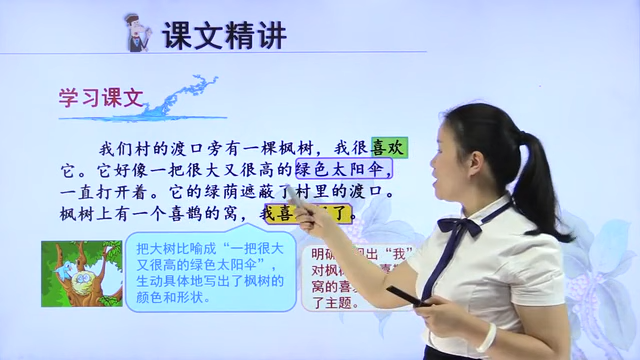 课文精讲
学习课文
我们村的渡口旁有一棵枫树，我很喜欢
它。它好像一把很大又很高的绿色太阳伞，
一直打开着。它的绿荫遮蔽了村里的渡口。
枫树上有一个喜鹊的窝，我喜 了。
把大树比喻成“一把很大
又很高的绿色太阳伞”，
生动具体地写出了枫树的
颜色和形状。
明确 出“我”
对枫
窝的喜
了主题。